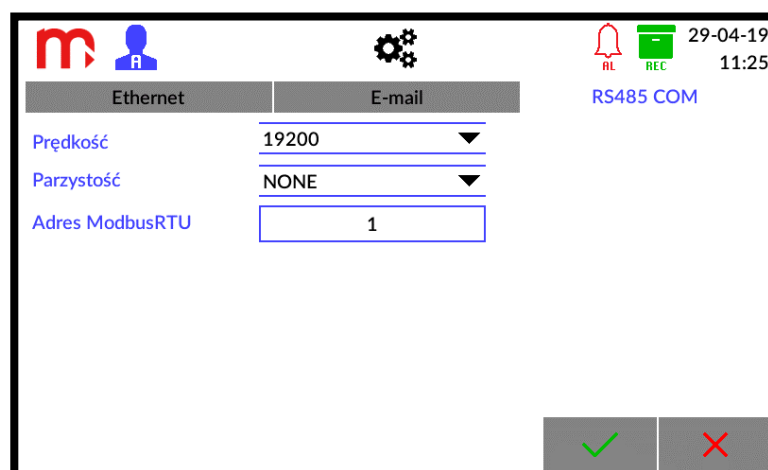 m A AL REC 29-04-19
11:25
Ethernet E-mail RS485 COM
Prędkość 19200
Parzystość NONE
Adres ModbusRTU 1